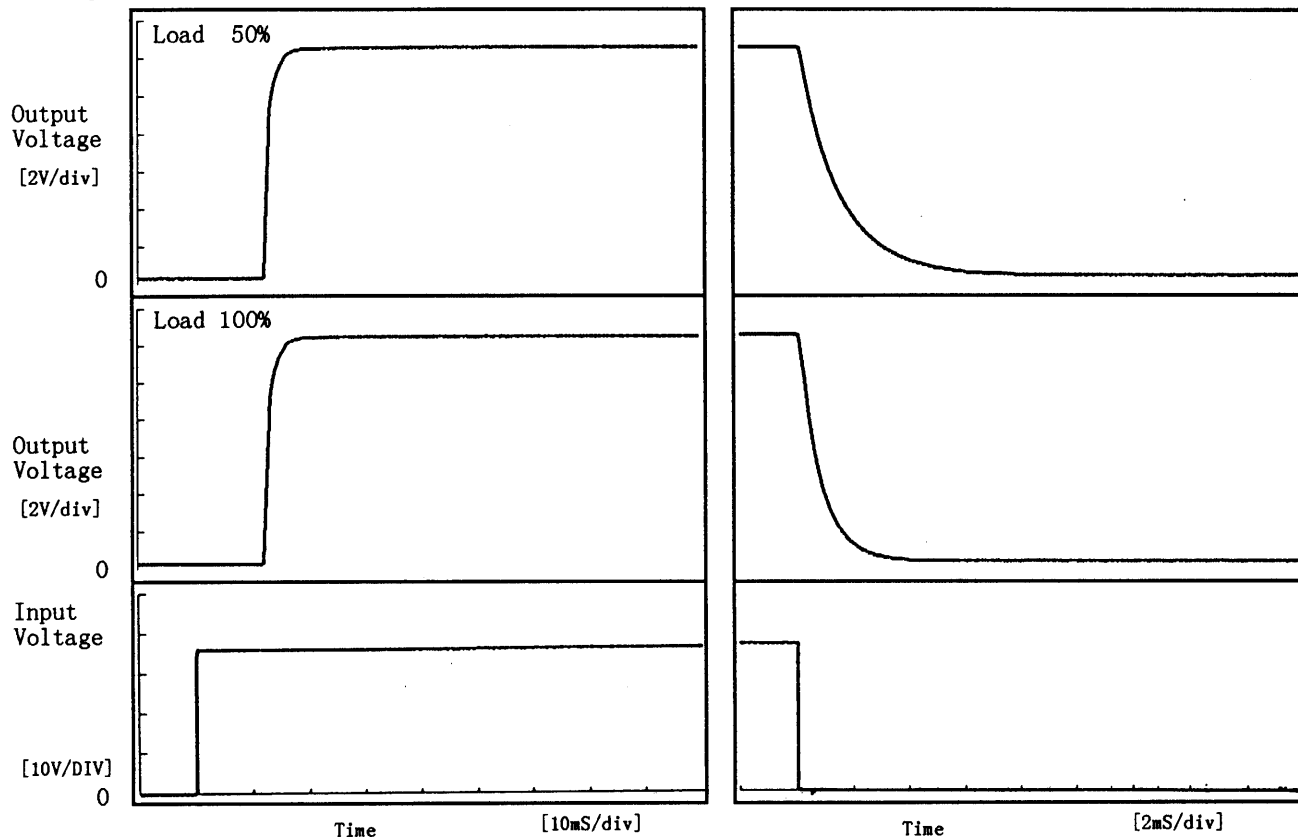 Load 50%
Output
Voltage
[2V/div]
0
Load 100%
Output
Voltage
[2V/div]
0
Input
Voltage
[10V/DIV]
0
Time
[10mS/div]
Time
[2mS/div]